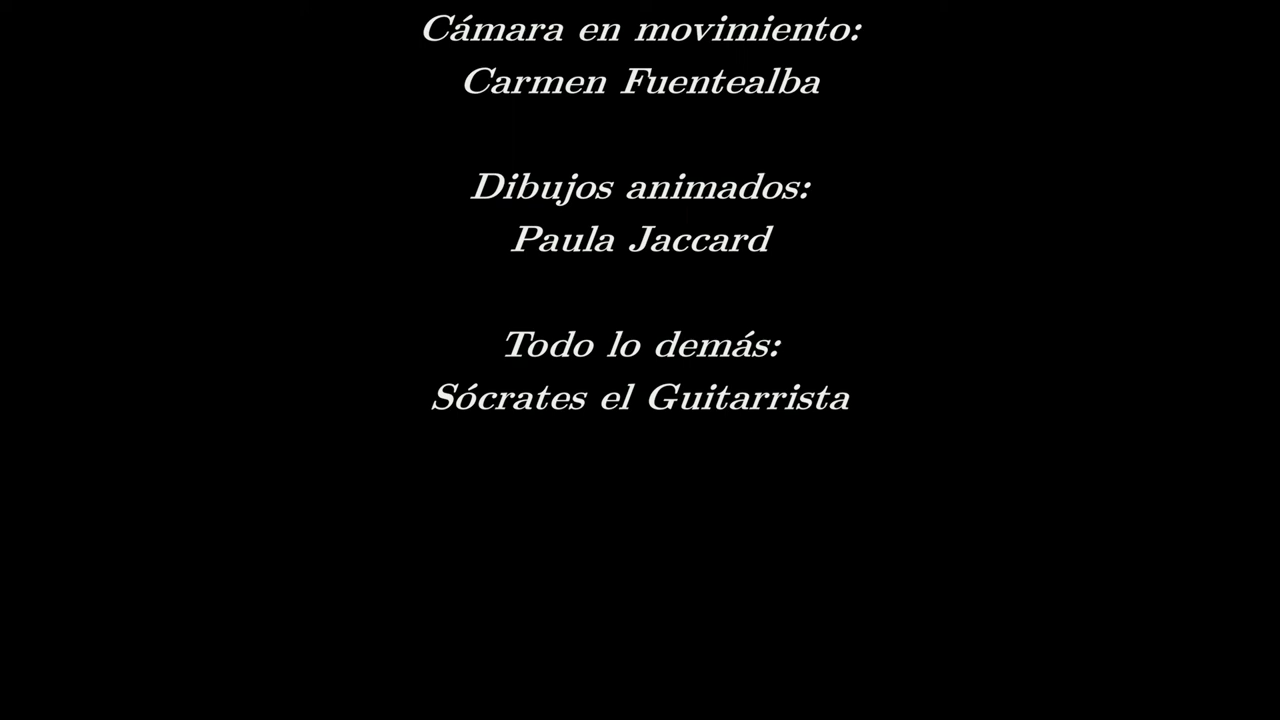 Cámara en movimiento:
Carmen Fuentealba
Dibujos animados:
Paula Jaccard
Todo lo demás:
Sócrates el Guitarrista